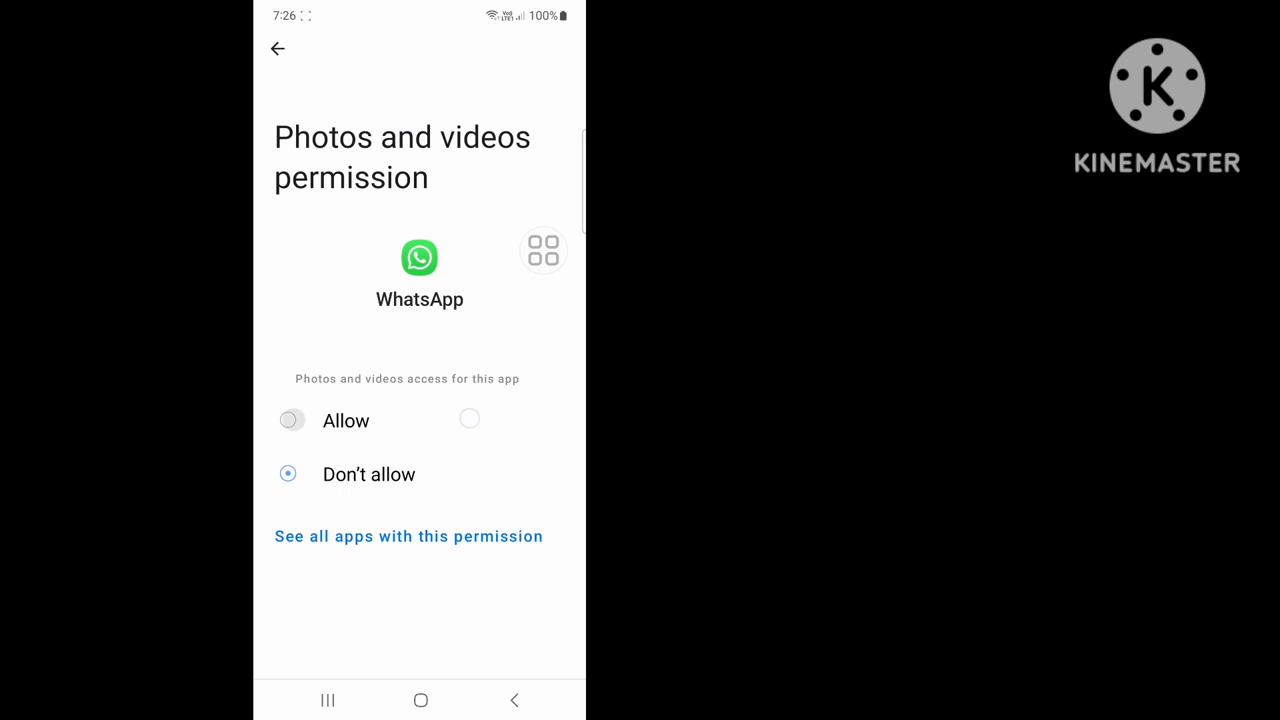 7:26
100%
Photos and videos
permission
WhatsApp
Photos and videos access for this app
Allow
Don’t allow
See all apps with this permission
K
KINEMASTER